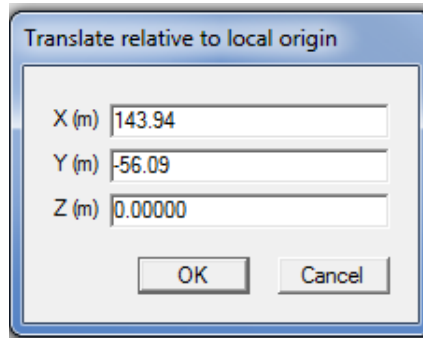 Translate relative to local origin
X (m) 143.94
Y (m) -56.09
Z (m) 0.00000
OK Cancel